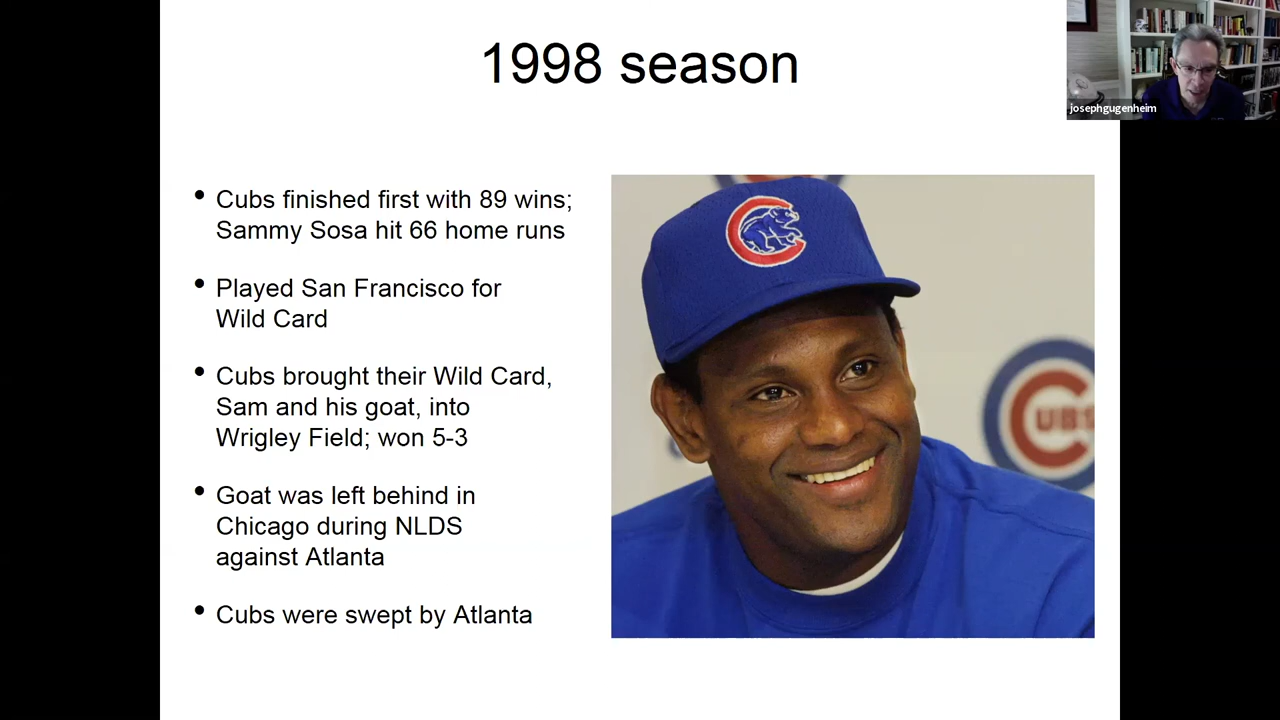 1998 season
josephgugenheim
• Cubs finished first with 89 wins;
Sammy Sosa hit 66 home runs
• Played San Francisco for
Wild Card
• Cubs brought their Wild Card,
Sam and his goat, into
Wrigley Field; won 5-3
• Goat was left behind in
Chicago during NLDS
against Atlanta
• Cubs were swept by Atlanta
CUBS